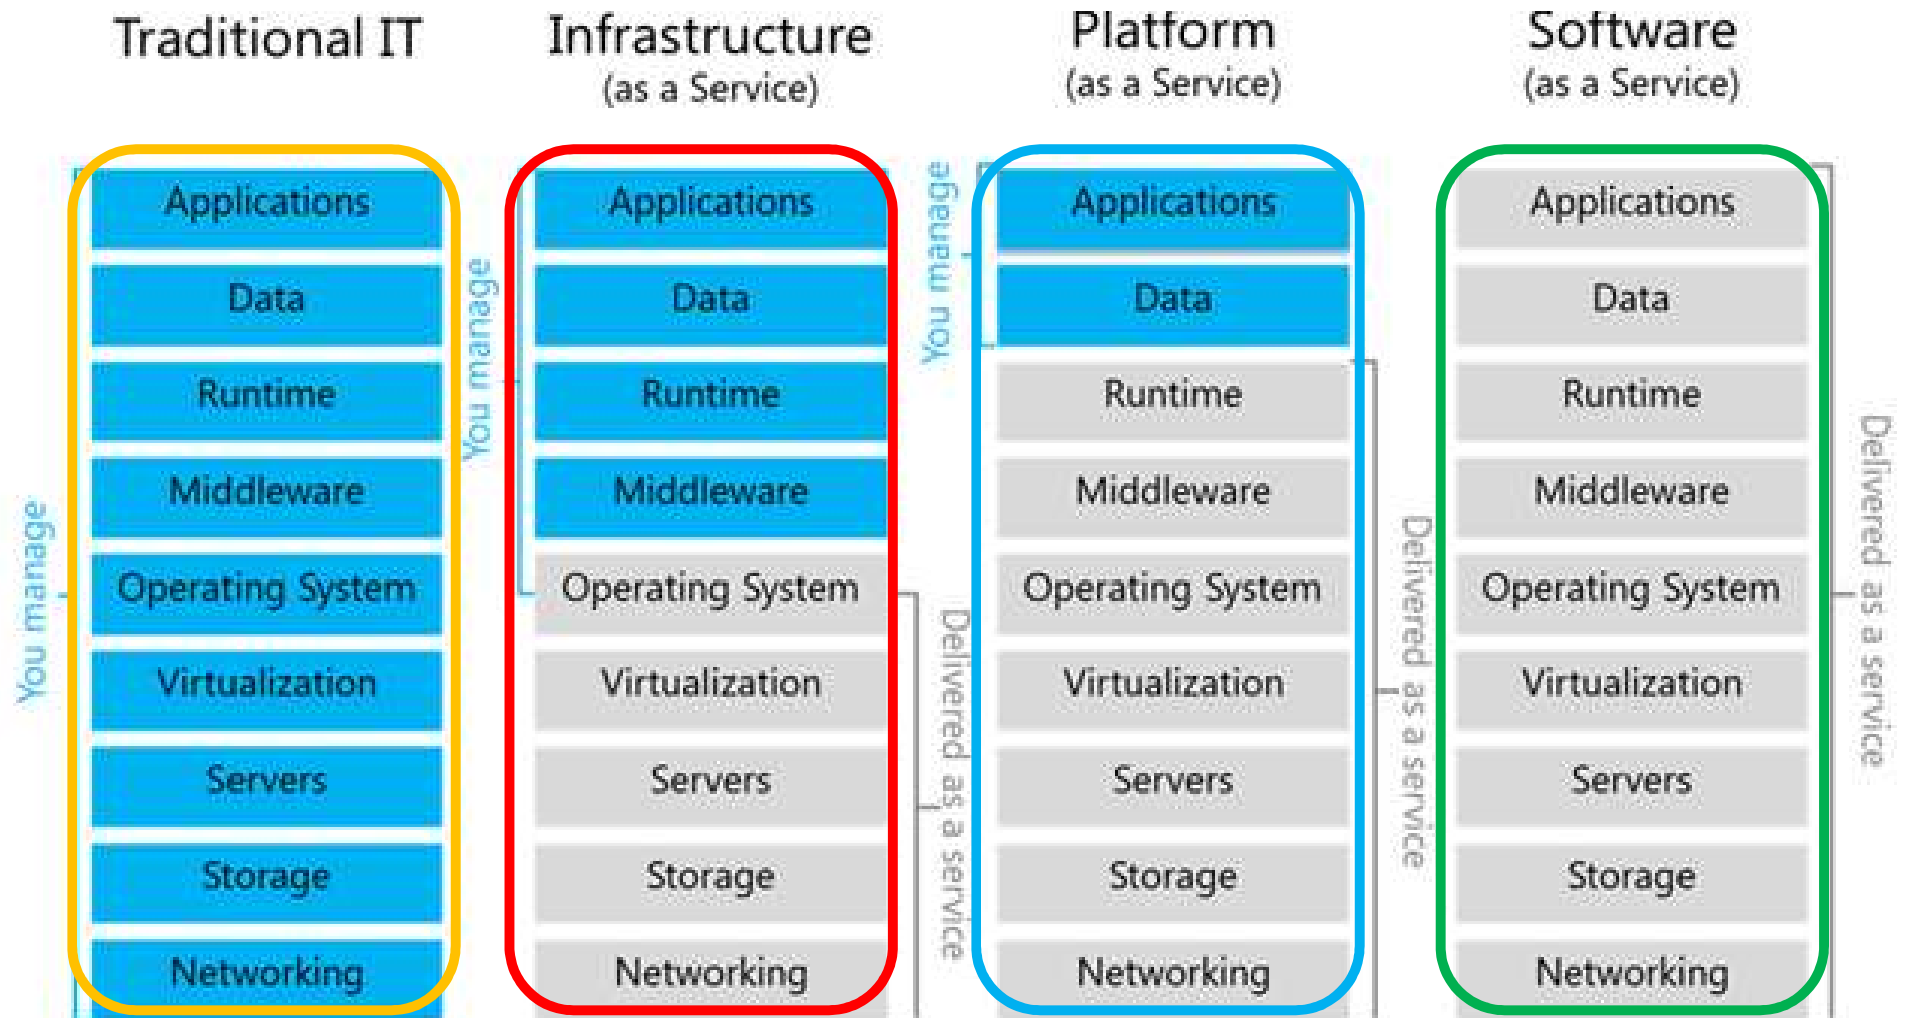 Traditional IT
Infrastructure
(as a Service)
Platform
(as a Service)
Software
(as a Service)
You manage
Applications
Data
Runtime
Middleware
Operating System
Virtualization
Servers
Storage
Networking
You manage
Applications
Data
Runtime
Middleware
Operating System
Virtualization
Servers
Storage
Networking
Delivered as a service
You manage
Applications
Data
Runtime
Middleware
Operating System
Virtualization
Servers
Storage
Networking
Delivered as a service
Applications
Data
Runtime
Middleware
Operating System
Virtualization
Servers
Storage
Networking
Delivered as a service